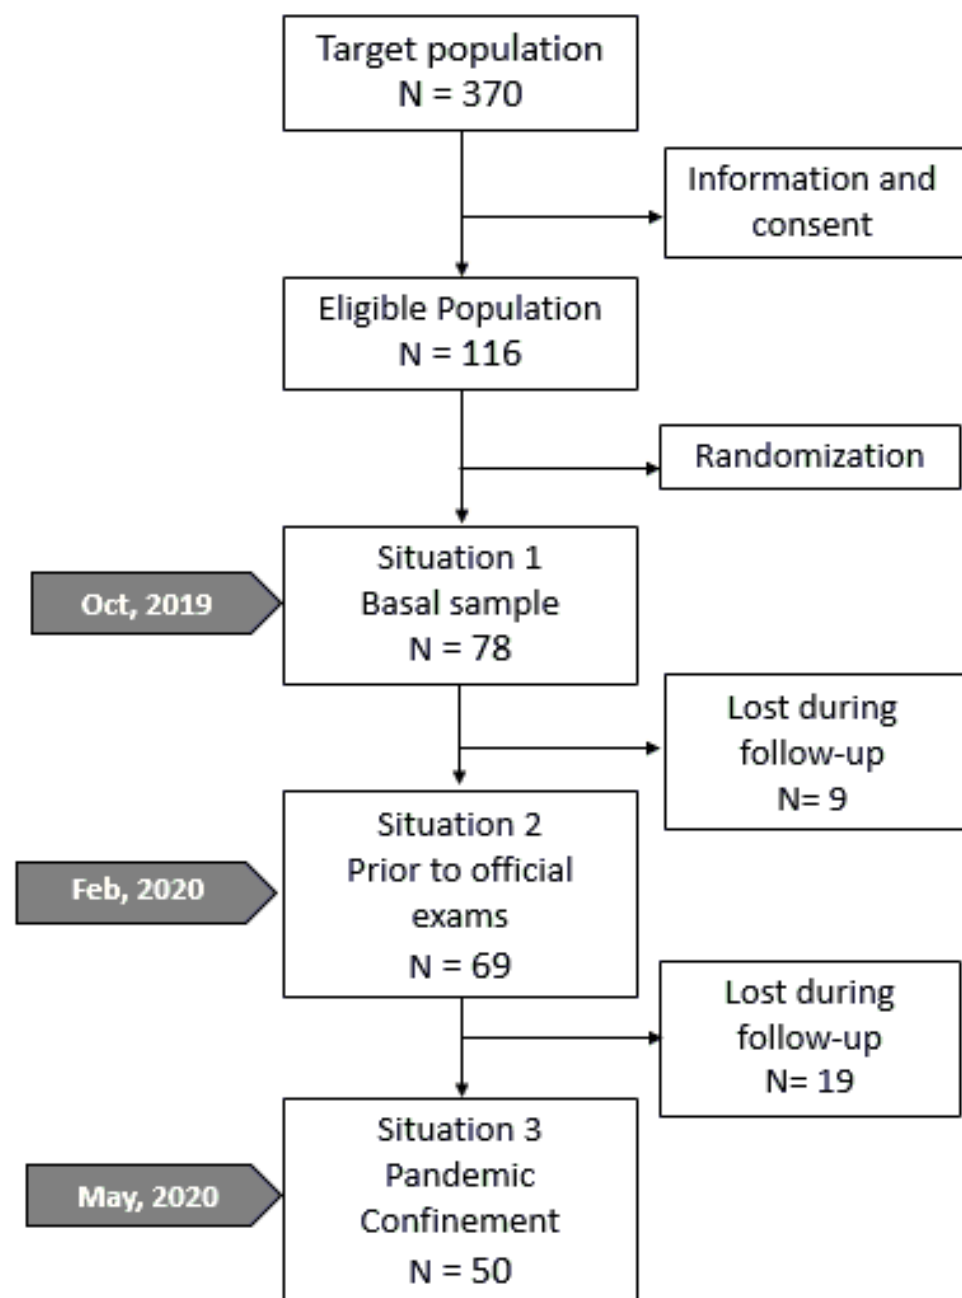 Target population
N = 370
Information and
consent
Eligible Population
N = 116
Randomization
Situation 1
Basal sample
N = 78
Oct, 2019
Lost during
follow-up
N= 9
Situation 2
Prior to official
exams
N = 69
Feb, 2020
Lost during
follow-up
N= 19
Situation 3
Pandemic
Confinement
N = 50
May, 2020